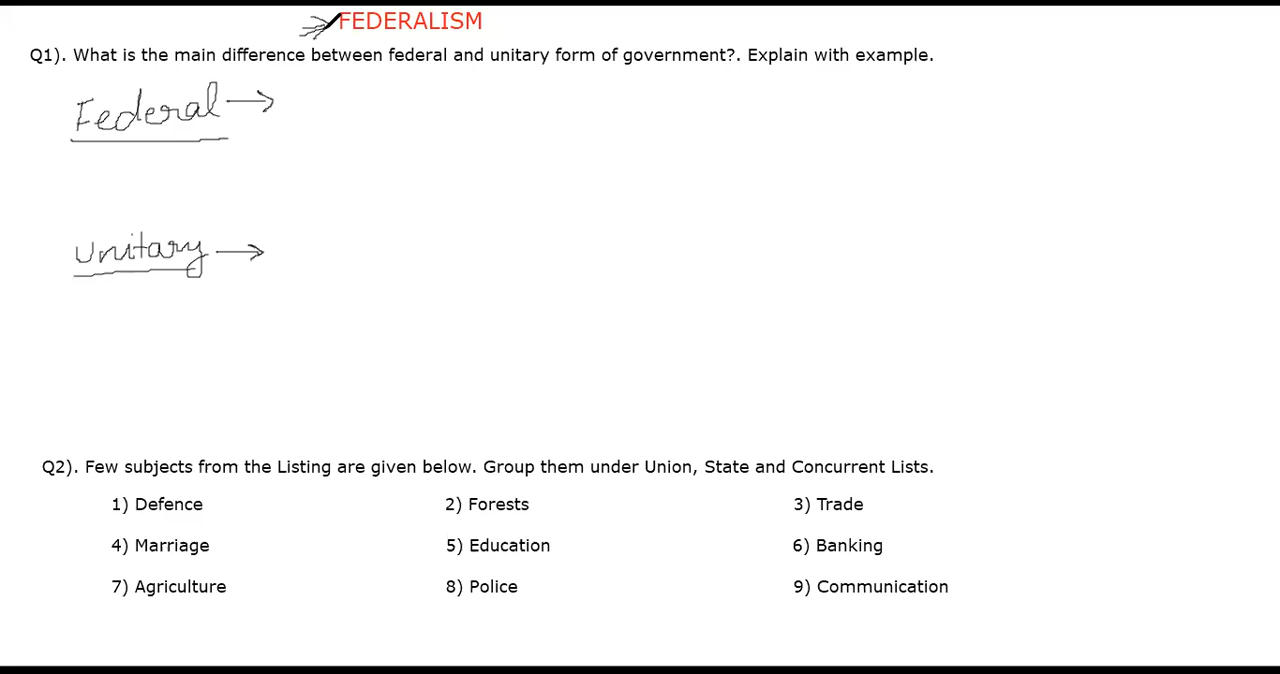 FEDERALISM
Q1). What is the main difference between federal and unitary form of government?. Explain with example.
Federal →
Unitary →
Q2). Few subjects from the Listing are given below. Group them under Union, State and Concurrent Lists.
1) Defence 2) Forests 3) Trade
4) Marriage 5) Education 6) Banking
7) Agriculture 8) Police 9) Communication